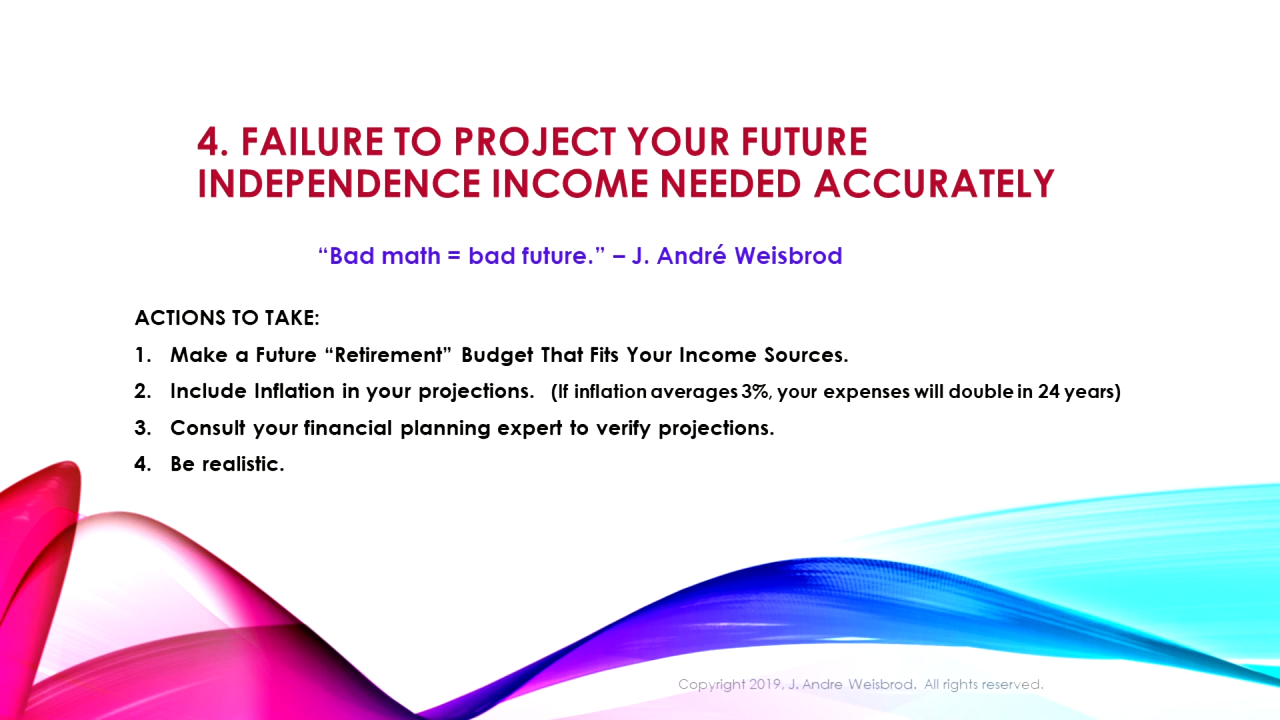 4. FAILURE TO PROJECT YOUR FUTURE
INDEPENDENCE INCOME NEEDED ACCURATELY
“Bad math = bad future.” – J. André Weisbrod
ACTIONS TO TAKE:
1. Make a Future “Retirement” Budget That Fits Your Income Sources.
2. Include Inflation in your projections. (If inflation averages 3%, your expenses will double in 24 years)
3. Consult your financial planning expert to verify projections.
4. Be realistic.
Copyright 2019, J. Andre Weisbrod. All rights reserved.